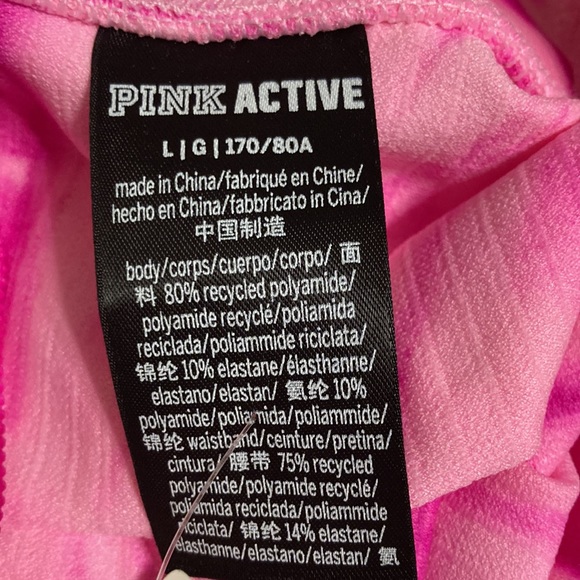 PINK ACTIVE
L | G | 170/80A
made in China/fabriqué en Chine/
hecho en China/fabbricato in Cina/
中国制造
body/corps/cuerpo/corpo/ 面
料 80% recycled polyamide/
polyamide recyclé/poliamida
reciclada/poliammide riciclata/
锦纶 10% elastane/élasthanne/
elastano/elastan/ 氨纶 10%
polyamide/poliamida/poliammide/
锦纶 waistband/ceinture/pretina/
cintura/ 腰带 75% recycled
polyamide/polyamide recyclé/
poliamida reciclada/poliammide
riciclata/ 锦纶 14% elastane/
élasthanne/elastano/elastan/ 氨